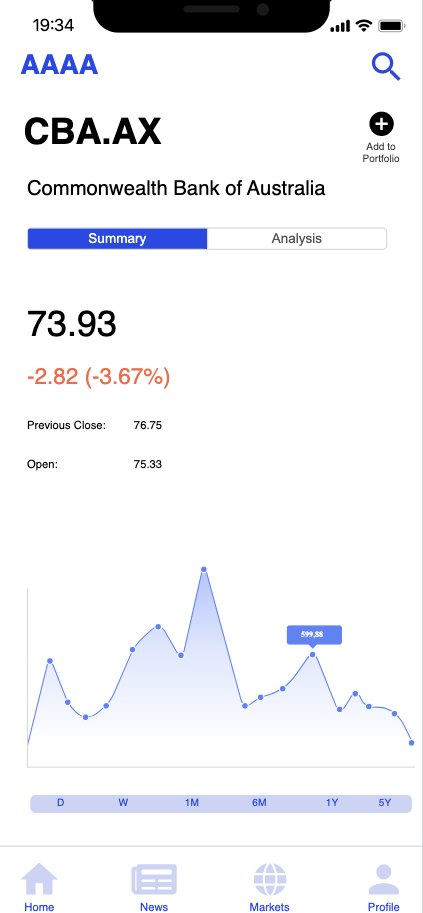 19:34
AAAA
CBA.AX
Add to
Portfolio
Commonwealth Bank of Australia
Summary Analysis
73.93
-2.82 (-3.67%)
Previous Close: 76.75
Open: 75.33
599,88
D W 1M 6M 1Y 5Y
Home News Markets Profile